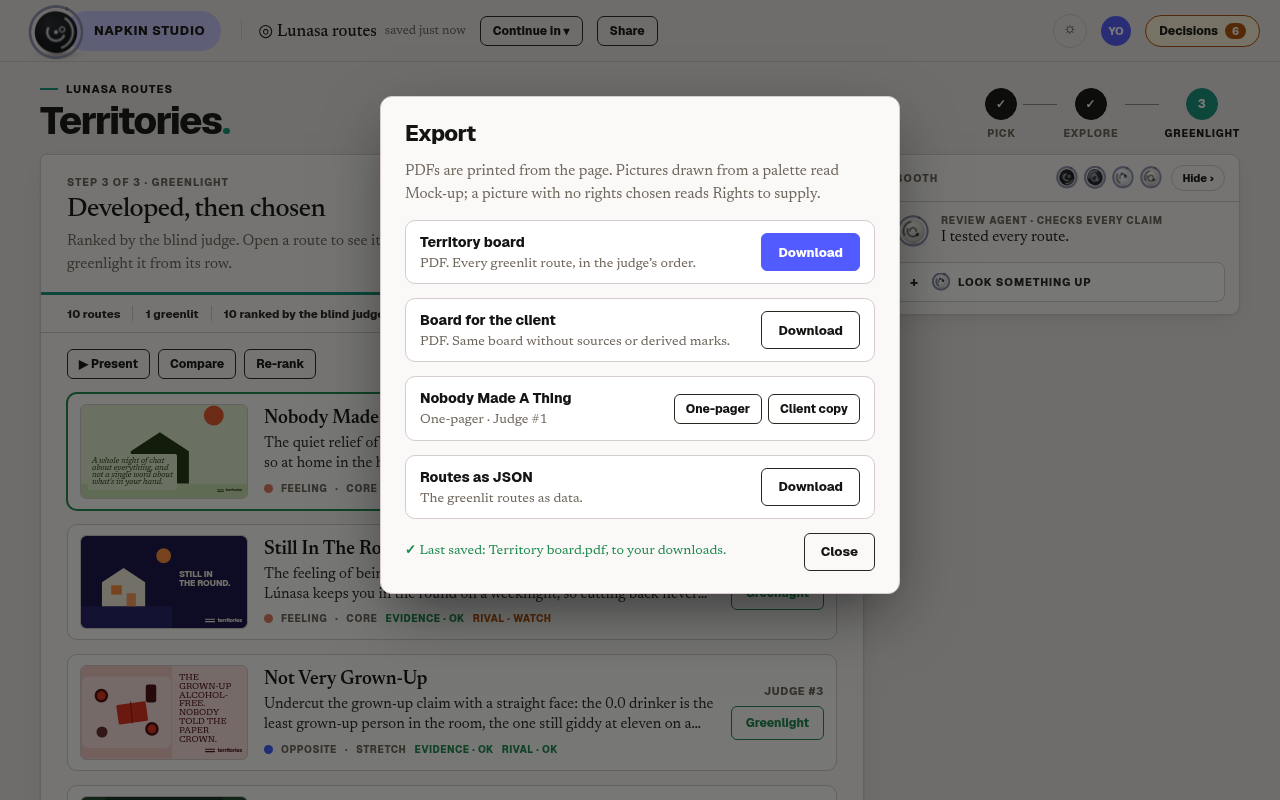 NAPKIN STUDIO
◎ Lunasa routes saved just now
Continue in ▾
Share
YO
Decisions 6
LUNASA ROUTES
Territories.
✓ ✓ 3
PICK EXPLORE GREENLIGHT
STEP 3 OF 3 · GREENLIGHT
Developed, then chosen
Ranked by the blind judge. Open a route to see it
greenlight it from its row.
10 routes 1 greenlit 10 ranked by the blind judge
▶ Present Compare Re-rank
Export
PDFs are printed from the page. Pictures drawn from a palette read
Mock-up; a picture with no rights chosen reads Rights to supply.
Territory board
PDF. Every greenlit route, in the judge’s order.
Download
Board for the client
PDF. Same board without sources or derived marks.
Download
Nobody Made A Thing
One-pager · Judge #1
One-pager Client copy
Routes as JSON
The greenlit routes as data.
Download
✓ Last saved: Territory board.pdf, to your downloads.
Close
BOOTH
Hide ›
REVIEW AGENT · CHECKS EVERY CLAIM
I tested every route.
+ LOOK SOMETHING UP
A whole night of chat
about everything, and
not a single word about
what's in your hand.
territories
Nobody Made
The quiet relief of
so at home in the
FEELING · CORE
STILL IN
THE ROUND.
territories
Still In The Ro
The feeling of bein
Lúnasa keeps you in the round on a weeknight, so cutting back never…
FEELING · CORE EVIDENCE · OK RIVAL · WATCH
Greenlight
THE
GROWN-UP
ALCOHOL-
FREE.
NOBODY
TOLD THE
PAPER
CROWN.
territories
Not Very Grown-Up
Undercut the grown-up claim with a straight face: the 0.0 drinker is the
least grown-up person in the room, the one still giddy at eleven on a…
OPPOSITE · STRETCH EVIDENCE · OK RIVAL · OK
JUDGE #3
Greenlight